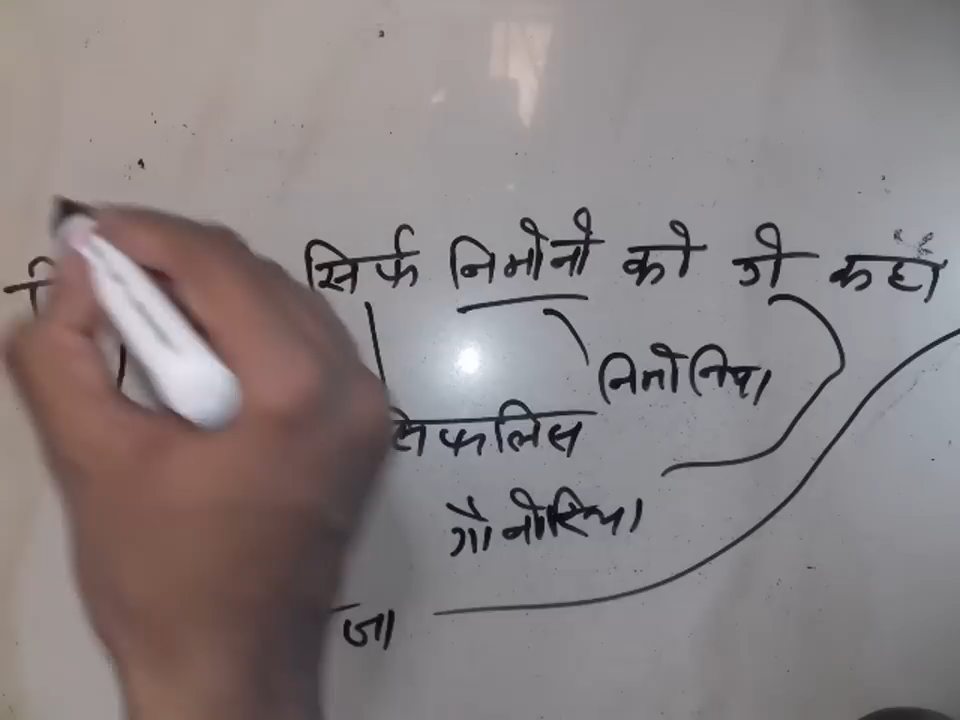 सिर्फ निमोनो को गो कहा
निमोनिया
सिफलिस
गौनोरिया
जा